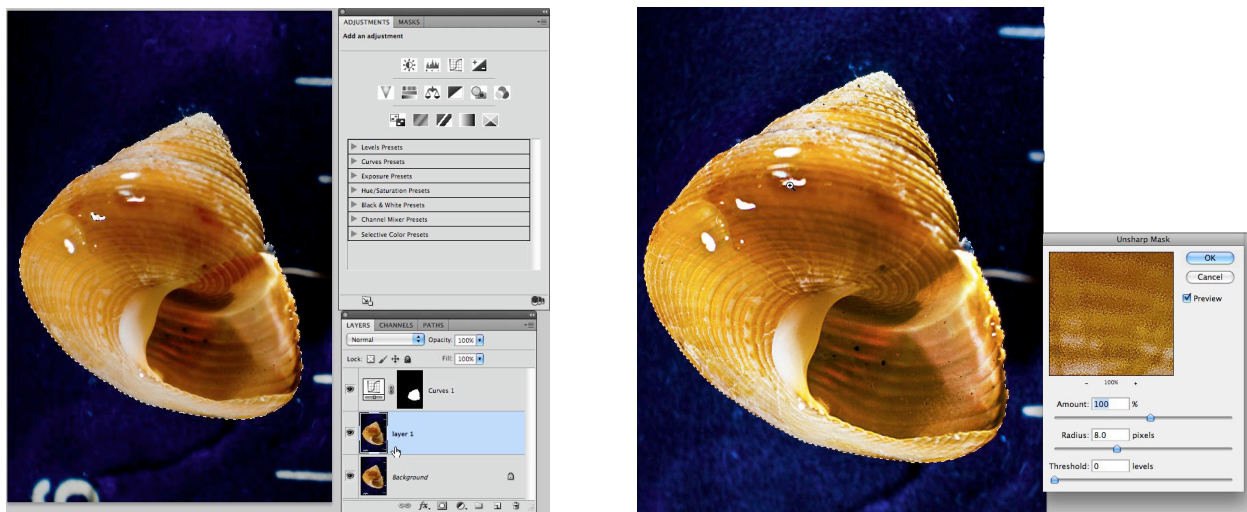 ADJUSTMENTS MASKS
Add an adjustment
Levels Presets
Curves Presets
Exposure Presets
Hue/Saturation Presets
Black & White Presets
Channel Mixer Presets
Selective Color Presets
LAYERS CHANNELS PATHS
Normal Opacity: 100%
Lock: Fill: 100%
Curves 1
layer 1
Background
fx.
Unsharp Mask
OK
Cancel
Preview
- 100% +
Amount: 100 %
Radius: 8.0 pixels
Threshold: 0 levels